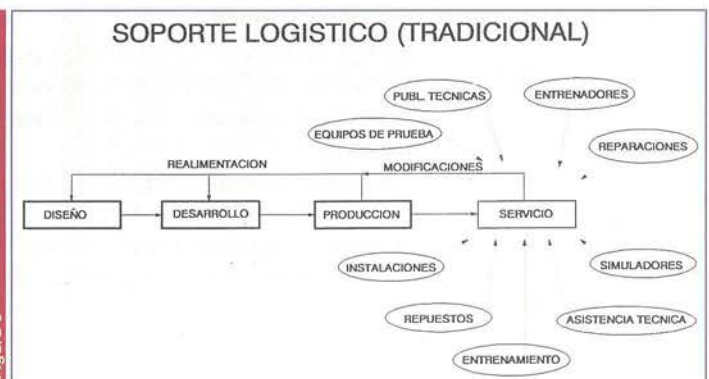 SOPORTE LOGISTICO (TRADICIONAL)
PUBL. TECNICAS
ENTRENADORES
EQUIPOS DE PRUEBA
REPARACIONES
REALIMENTACION
MODIFICACIONES
DISEÑO
DESARROLLO
PRODUCCION
SERVICIO
INSTALACIONES
SIMULADORES
REPUESTOS
ASISTENCIA TECNICA
ENTRENAMIENTO